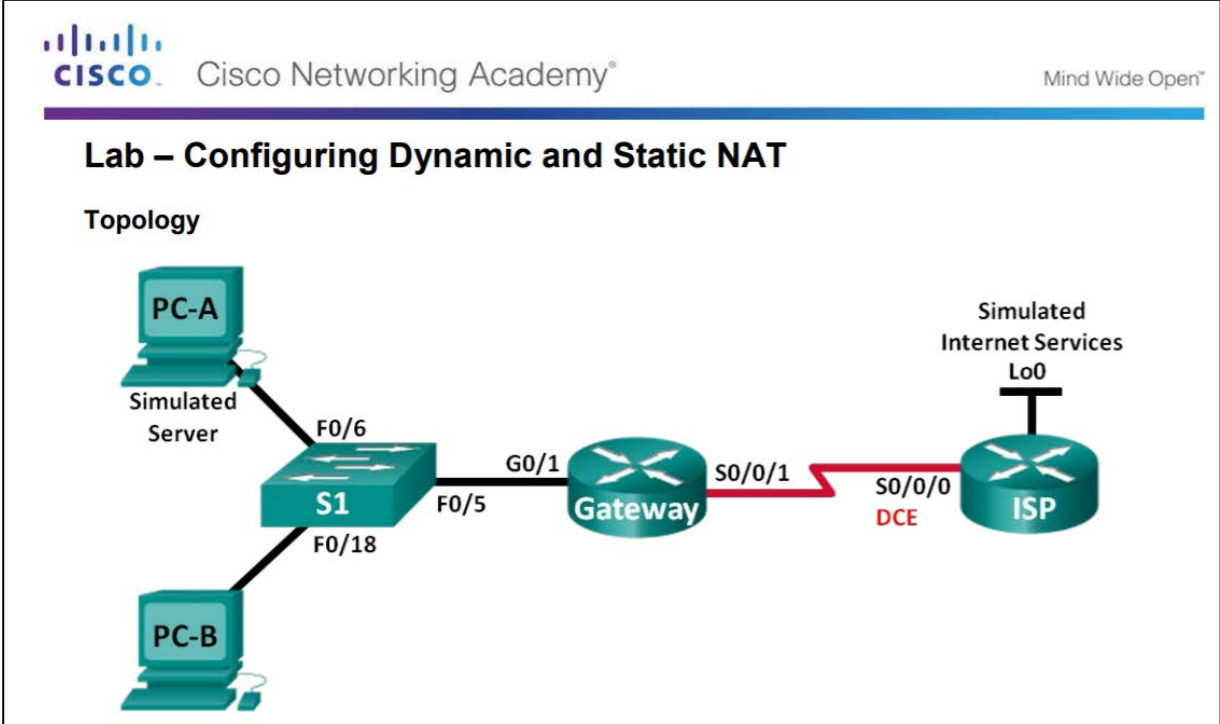 CISCO.
Cisco Networking Academy®
Mind Wide Open™
Lab – Configuring Dynamic and Static NAT
Topology
PC-A
Simulated
Server
F0/6
S1
F0/5
F0/18
PC-B
G0/1
Gateway
S0/0/1
S0/0/0
DCE
ISP
Simulated
Internet Services
Lo0